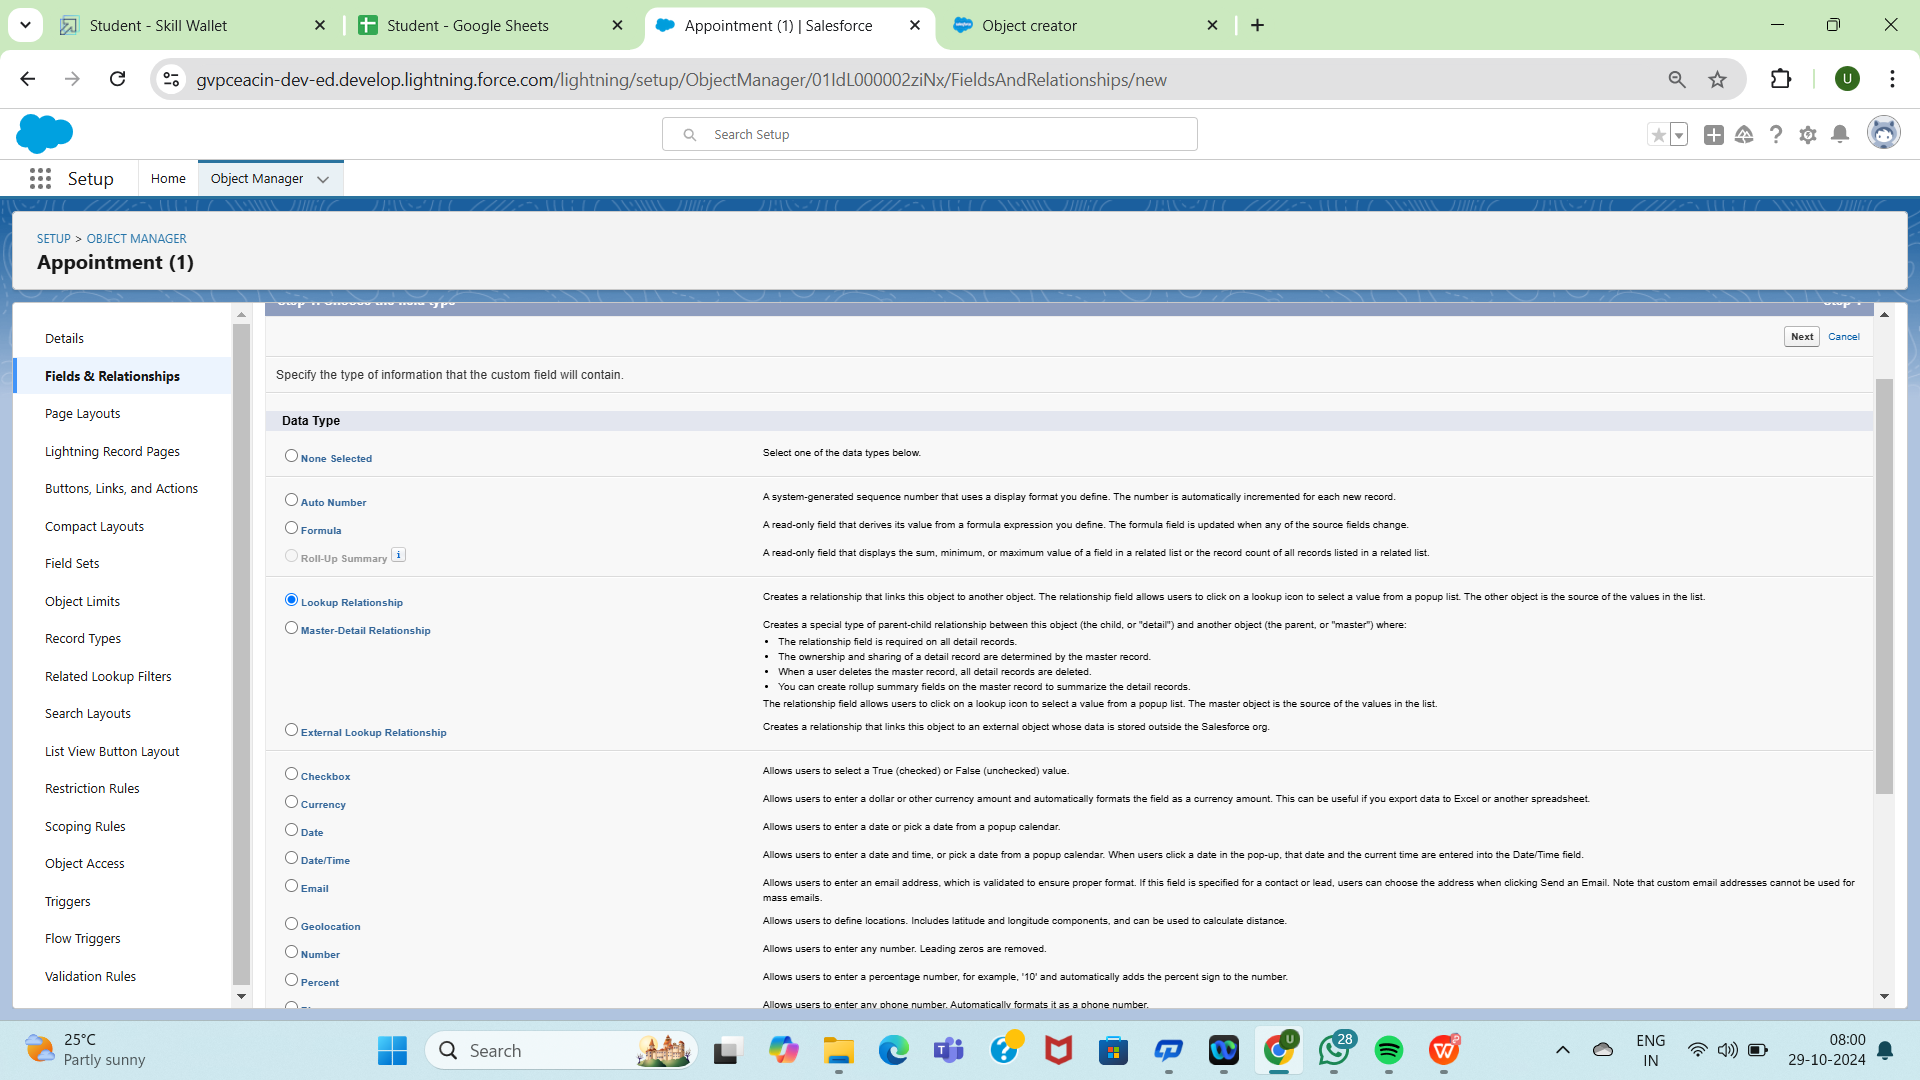 Student - Skill Wallet
Student - Google Sheets
Appointment (1) | Salesforce
Object creator
gvpceacin-dev-ed.develop.lightning.force.com/lightning/setup/ObjectManager/01IdL000002ziNx/FieldsAndRelationships/new
U
Search Setup
Setup
Home
Object Manager
SETUP > OBJECT MANAGER
Appointment (1)
Details
Fields & Relationships
Page Layouts
Lightning Record Pages
Buttons, Links, and Actions
Compact Layouts
Field Sets
Object Limits
Record Types
Related Lookup Filters
Search Layouts
List View Button Layout
Restriction Rules
Scoping Rules
Object Access
Triggers
Flow Triggers
Validation Rules
Next Cancel
Specify the type of information that the custom field will contain.
Data Type
None Selected
Select one of the data types below.
Auto Number
A system-generated sequence number that uses a display format you define. The number is automatically incremented for each new record.
Formula
A read-only field that derives its value from a formula expression you define. The formula field is updated when any of the source fields change.
Roll-Up Summary i
A read-only field that displays the sum, minimum, or maximum value of a field in a related list or the record count of all records listed in a related list.
Lookup Relationship
Creates a relationship that links this object to another object. The relationship field allows users to click on a lookup icon to select a value from a popup list. The other object is the source of the values in the list.
Master-Detail Relationship
Creates a special type of parent-child relationship between this object (the child, or "detail") and another object (the parent, or "master") where:
• The relationship field is required on all detail records.
• The ownership and sharing of a detail record are determined by the master record.
• When a user deletes the master record, all detail records are deleted.
• You can create rollup summary fields on the master record to summarize the detail records.
The relationship field allows users to click on a lookup icon to select a value from a popup list. The master object is the source of the values in the list.
External Lookup Relationship
Creates a relationship that links this object to an external object whose data is stored outside the Salesforce org.
Checkbox
Allows users to select a True (checked) or False (unchecked) value.
Currency
Allows users to enter a dollar or other currency amount and automatically formats the field as a currency amount. This can be useful if you export data to Excel or another spreadsheet.
Date
Allows users to enter a date or pick a date from a popup calendar.
Date/Time
Allows users to enter a date and time, or pick a date from a popup calendar. When users click a date in the pop-up, that date and the current time are entered into the Date/Time field.
Email
Allows users to enter an email address, which is validated to ensure proper format. If this field is specified for a contact or lead, users can choose the address when clicking Send an Email. Note that custom email addresses cannot be used for
mass emails.
Geolocation
Allows users to define locations. Includes latitude and longitude components, and can be used to calculate distance.
Number
Allows users to enter any number. Leading zeros are removed.
Percent
Allows users to enter a percentage number, for example, '10' and automatically adds the percent sign to the number.
Allows users to enter any phone number. Automatically formats it as a phone number.
25°C
Partly sunny
Search
U
28
ENG
IN
08:00
29-10-2024